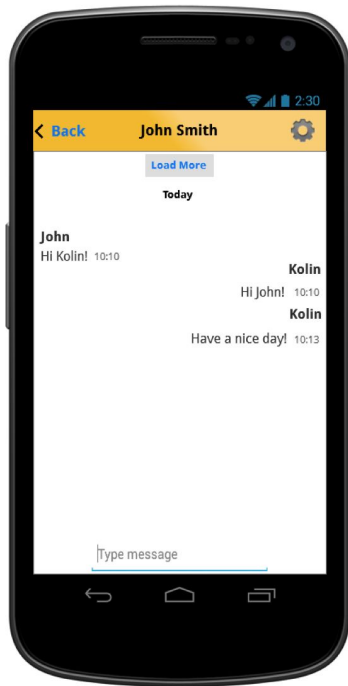 2:30
Back John Smith
Load More
Today
John
Hi Kolin! 10:10
Kolin
Hi John! 10:10
Kolin
Have a nice day! 10:13
Type message